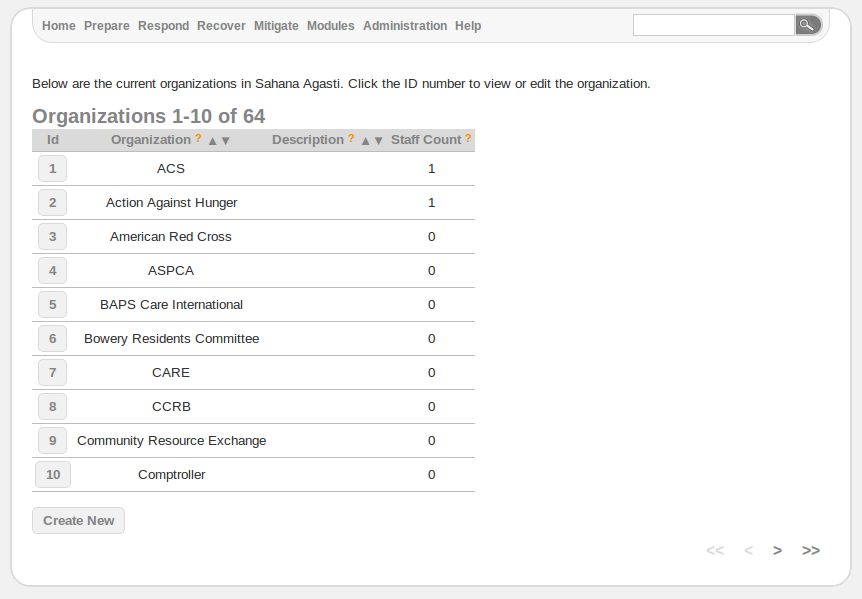 Home Prepare Respond Recover Mitigate Modules Administration Help
Below are the current organizations in Sahana Agasti. Click the ID number to view or edit the organization.
Organizations 1-10 of 64
Id Organization ? ▲▼ Description ? ▲▼ Staff Count ?
1 ACS 1
2 Action Against Hunger 1
3 American Red Cross 0
4 ASPCA 0
5 BAPS Care International 0
6 Bowery Residents Committee 0
7 CARE 0
8 CCRB 0
9 Community Resource Exchange 0
10 Comptroller 0
Create New
<< < > >>